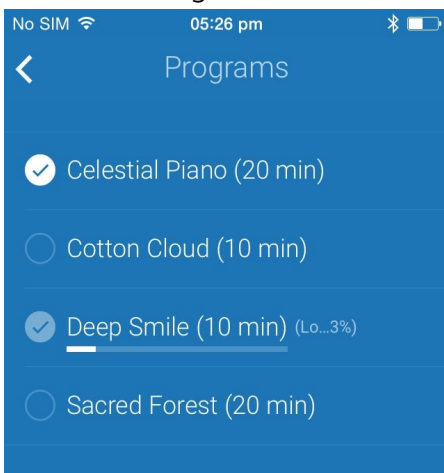 No SIM 05:26 pm
Programs
Celestial Piano (20 min)
Cotton Cloud (10 min)
Deep Smile (10 min) (Lo...3%)
Sacred Forest (20 min)